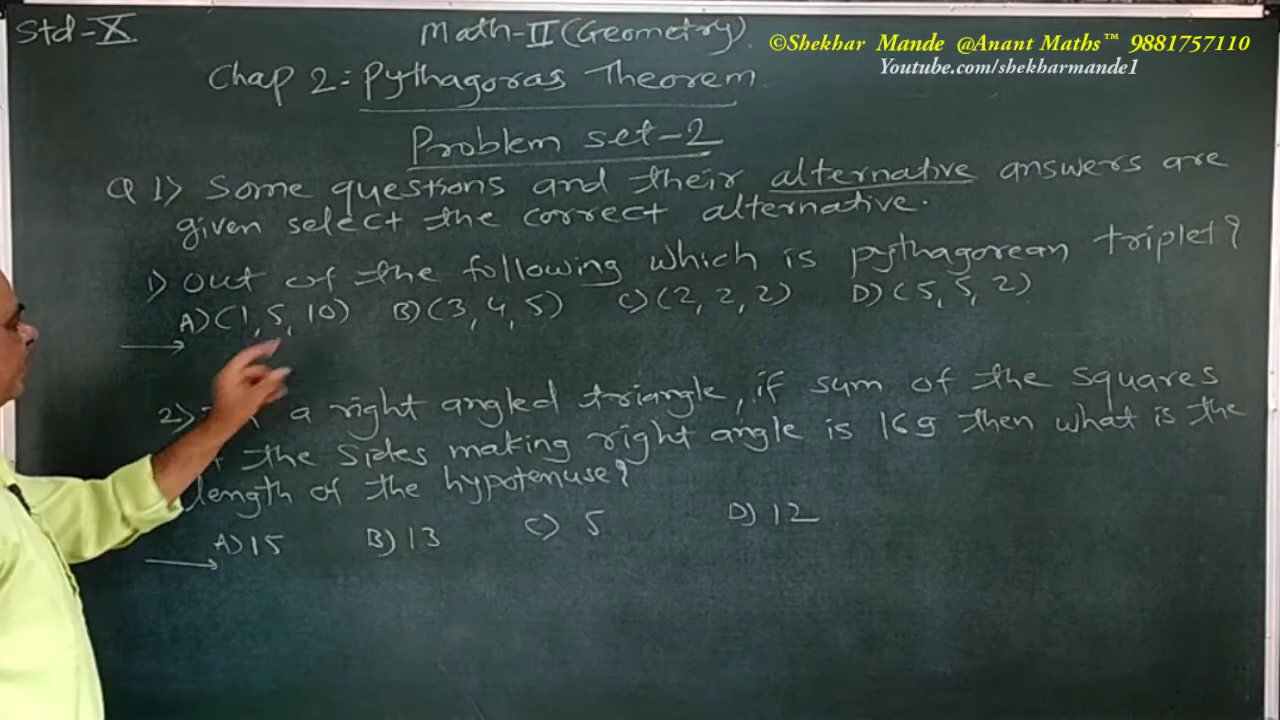 Std-X
Math-II (Geometry)
©Shekhar Mande @Anant Maths™ 9881757110
Youtube.com/shekharmande1
Chap 2: Pythagoras Theorem
Problem set-2
Q 1) Some questions and their alternative answers are
given select the correct alternative.
1) Out of the following which is pythagorean triplet?
A) (1, 5, 10) B) (3, 4, 5) C) (2, 2, 2) D) (5, 5, 2)
2) a right angled triangle, if sum of the squares
the sides making right angle is 169 then what is the
length of the hypotenuse?
A) 15 B) 13 C) 5 D) 12